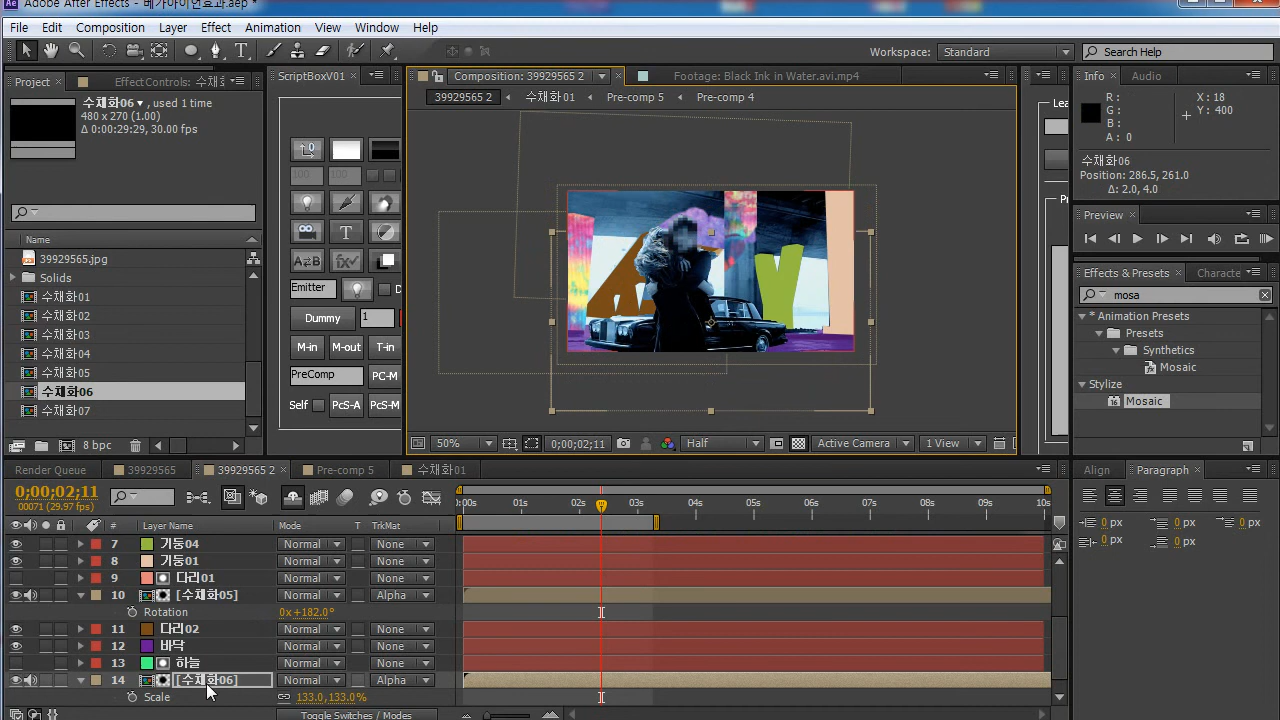 Adobe After Effects - 베가아이언효과.aep *
File Edit Composition Layer Effect Animation View Window Help
Workspace: Standard Search Help
Project Effect Controls: 수채 ScriptBoxV01 Composition: 39929565 2 Footage: Black Ink in Water.avi.mp4 Info Audio
수채화06 , used 1 time
480 x 270 (1.00)
Δ 0:00:29:29, 30.00 fps
39929565 2 수채화01 Pre-comp 5 Pre-comp 4
Lea
R :
G :
B :
A : 0
X : 18
Y : 400
수채화06
Position: 286.5, 261.0
Δ: 2.0, 4.0
100 100
Preview
Name
39929565.jpg
Solids
수채화01
수채화02
수채화03
수채화04
수채화05
수채화06
수채화07
8 bpc
T
A»B fx
Emitter D
Dummy 1
M-in M-out T-in
PreComp PC-M
Self PcS-A PcS-M
Effects & Presets Characte
mosa
* Animation Presets
Presets
Synthetics
Mosaic
Stylize
16 Mosaic
50% 0;00;02;11 Half Active Camera 1 View
Render Queue 39929565 39929565 2 Pre-comp 5 수채화01
Align Paragraph
0;00;02;11
00071 (29.97 fps)
:00s 01s 02s 03s 04s 05s 06s 07s 08s 09s 10s
# Layer Name Mode T TrkMat
0 px 0 px 0 px
0 px 0 px
7 기둥04 Normal None
8 기둥01 Normal None
9 다리01 Normal None
10 [수채화05] Normal Alpha
Rotation 0x+182.0°
11 다리02 Normal None
12 바닥 Normal None
13 하늘 Normal None
14 [수채화06] Normal Alpha
Scale 133.0,133.0%
Toggle Switches / Modes